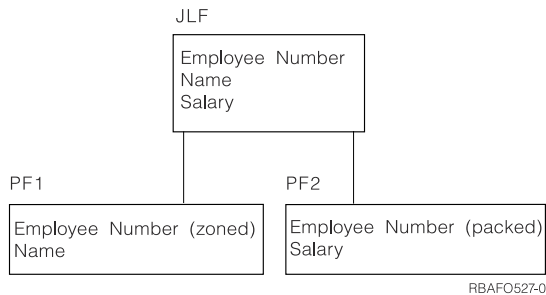 JLF
Employee Number
Name
Salary
PF1
Employee Number (zoned)
Name
PF2
Employee Number (packed)
Salary
RBAFO527-0